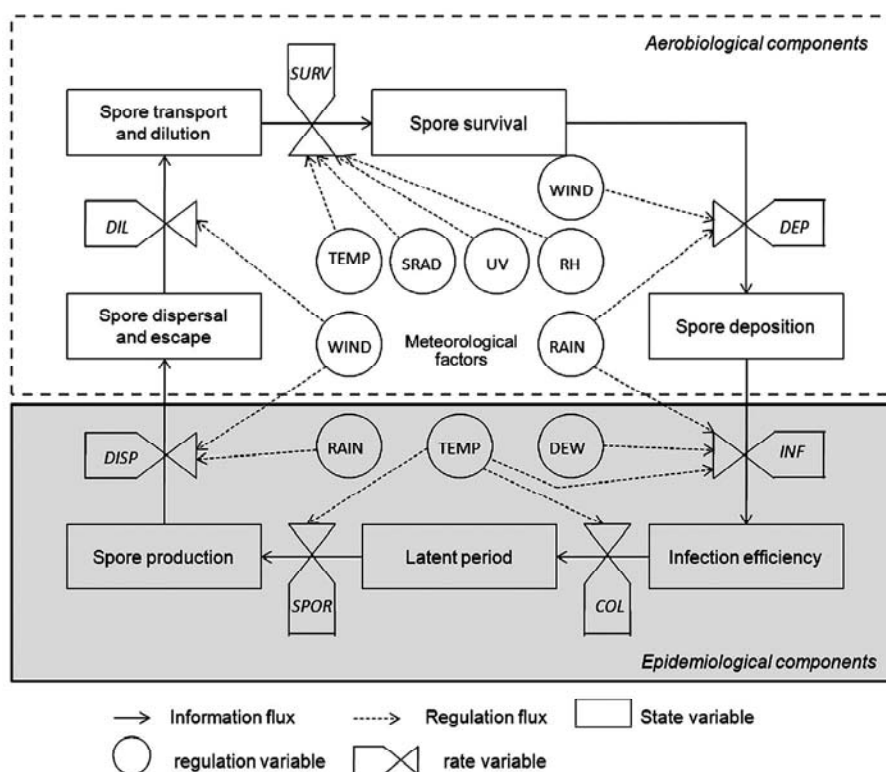 Aerobiological components
SURV
Spore transport
and dilution
Spore survival
WIND
DIL
DEP
TEMP
SRAD
UV
RH
Spore dispersal
and escape
WIND
Meteorological
factors
RAIN
Spore deposition
DISP
RAIN
TEMP
DEW
INF
Spore production
Latent period
Infection efficiency
SPOR
COL
Epidemiological components
Information flux
Regulation flux
State variable
regulation variable
rate variable